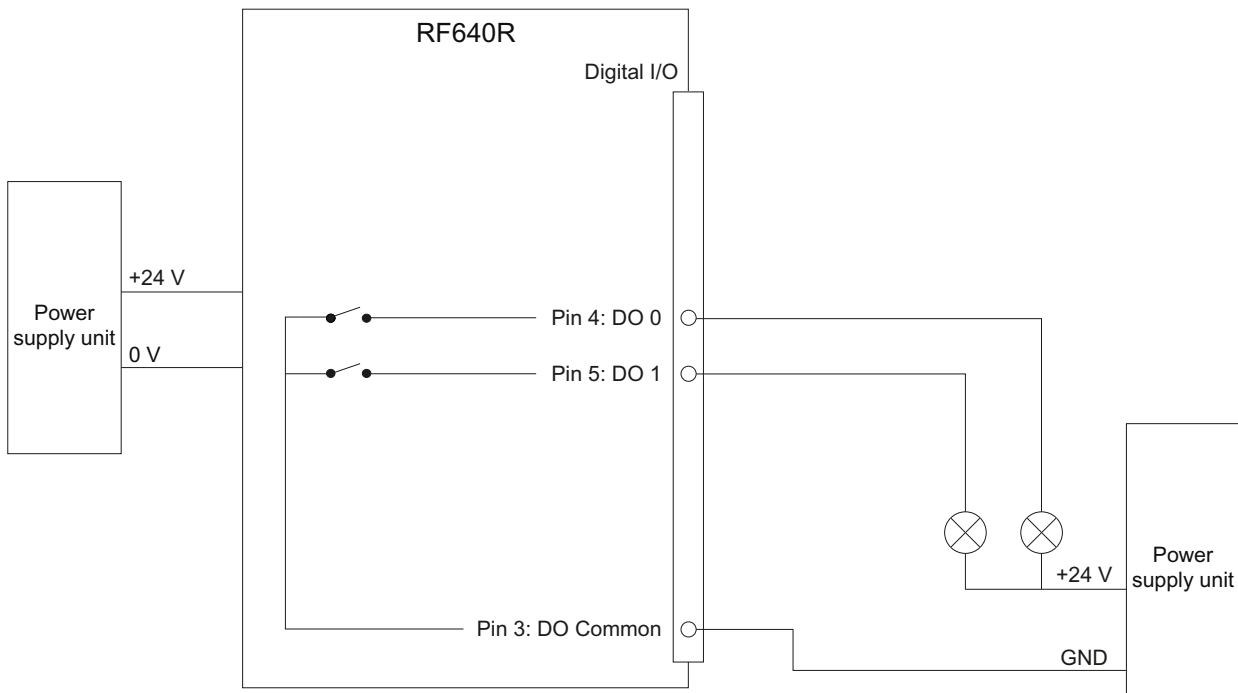 RF640R
Digital I/O
+24 V
Power
supply unit
0 V
Pin 4: DO 0
Pin 5: DO 1
+24 V
Power
supply unit
Pin 3: DO Common
GND